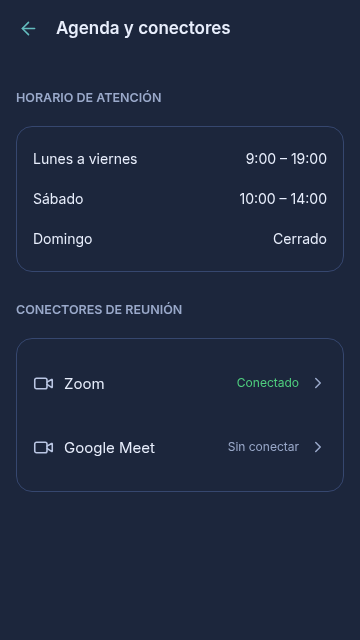 Agenda y conectores
HORARIO DE ATENCIÓN
Lunes a viernes 9:00 – 19:00
Sábado 10:00 – 14:00
Domingo Cerrado
CONECTORES DE REUNIÓN
Zoom Conectado
Google Meet Sin conectar